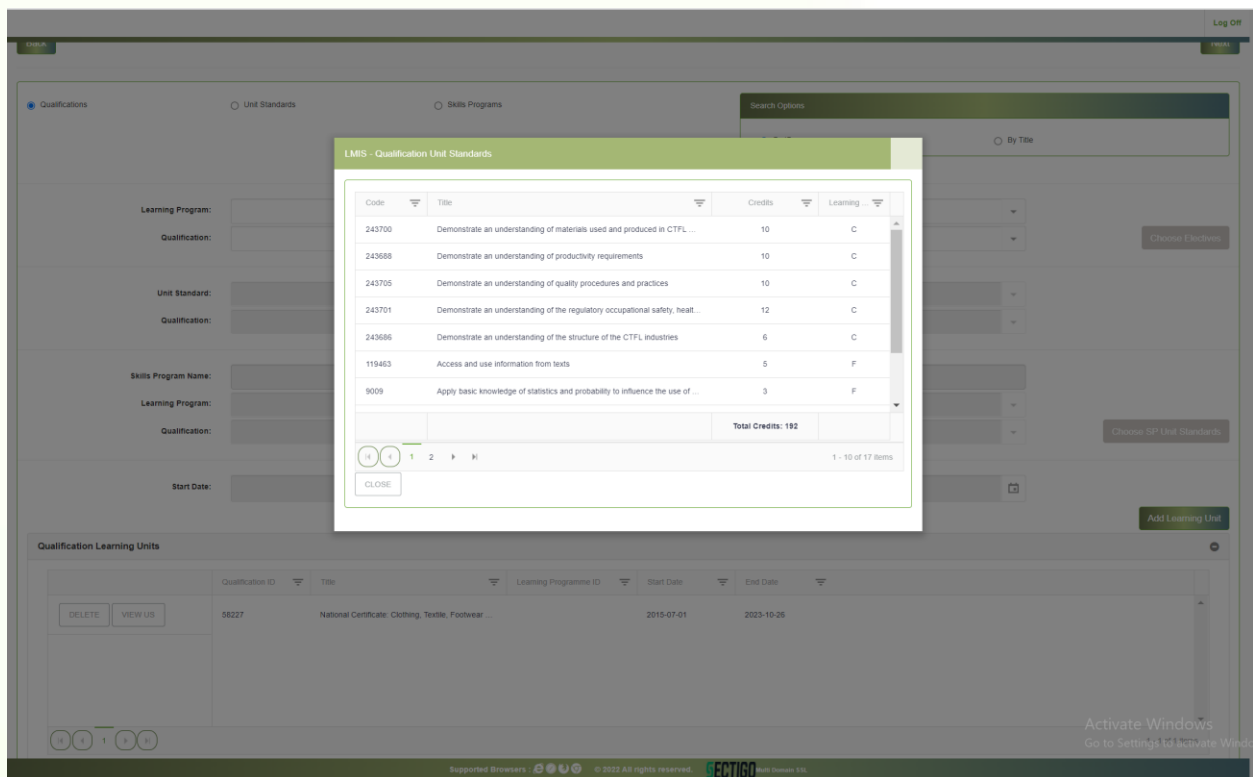 Log Off
Back Next
Qualifications Unit Standards Skills Programs Search Options
By Title
LMIS - Qualification Unit Standards
Code Title Credits Learning ...
243700 Demonstrate an understanding of materials used and produced in CTFL ... 10 C
243688 Demonstrate an understanding of productivity requirements 10 C
243705 Demonstrate an understanding of quality procedures and practices 10 C
243701 Demonstrate an understanding of the regulatory occupational safety, healt... 12 C
243686 Demonstrate an understanding of the structure of the CTFL industries 6 C
119463 Access and use information from texts 5 F
9009 Apply basic knowledge of statistics and probability to influence the use of ... 3 F
Total Credits: 192
1 2 1 - 10 of 17 items
CLOSE
Learning Program:
Qualification: Choose Electives
Unit Standard:
Qualification:
Skills Program Name:
Learning Program:
Qualification: Choose SP Unit Standards
Start Date:
Add Learning Unit
Qualification Learning Units
Qualification ID Title Learning Programme ID Start Date End Date
DELETE VIEW US 58227 National Certificate: Clothing, Textile, Footwear ... 2015-07-01 2023-10-26
1
Activate Windows
Go to Settings to activate Wind
Supported Browsers : © 2022 All rights reserved. SECTIGO Multi Domain SSL